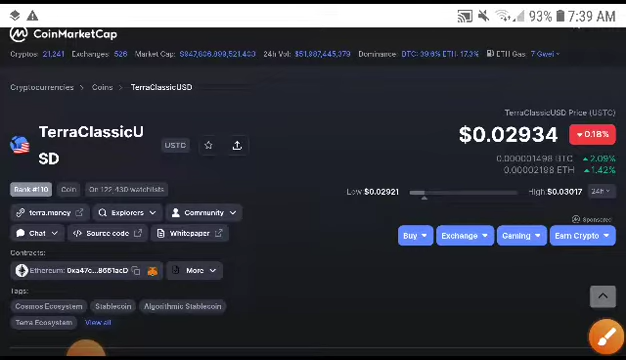 93% 7:39 AM
CoinMarketCap
Cryptos: 21,241 Exchanges: 526 Market Cap: $947,606,899,521,403 24h Vol: $51,987,445,379 Dominance: BTC: 39.6% ETH: 17.3% ETH Gas: 7 Gwei
Cryptocurrencies > Coins > TerraClassicUSD
TerraClassicUSD Price (USTC)
TerraClassicU
SD
USTC
$0.02934 0.18%
0.000001498 BTC 2.09%
0.00002198 ETH 1.42%
Rank #110 Coin On 122,430 watchlists
Low: $0.02921 High: $0.03017 24h
terra.money Explorers Community
Sponsored
Chat Source code Whitepaper
Buy Exchange Gaming Earn Crypto
Contracts:
Ethereum: 0xa47c...8651acD More
Tags:
Cosmos Ecosystem Stablecoin Algorithmic Stablecoin
Terra Ecosystem View all